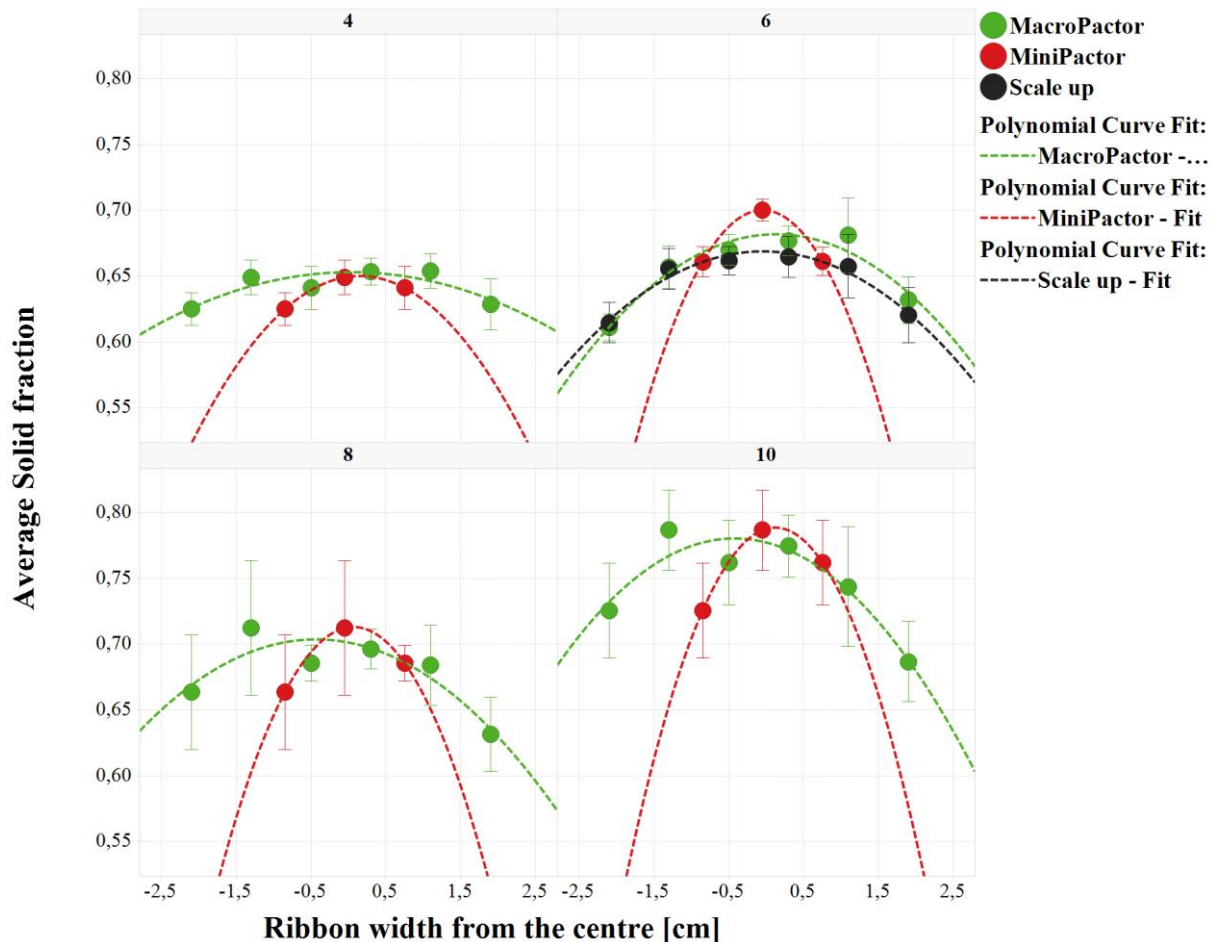 4
6
MacroPactor
MiniPactor
Scale up
Polynomial Curve Fit:
MacroPactor -...
Polynomial Curve Fit:
MiniPactor - Fit
Polynomial Curve Fit:
Scale up - Fit
0,80
0,75
0,70
0,65
0,60
0,55
Average Solid fraction
8
10
0,80
0,75
0,70
0,65
0,60
0,55
-2,5 -1,5 -0,5 0,5 1,5 2,5 -2,5 -1,5 -0,5 0,5 1,5 2,5
Ribbon width from the centre [cm]